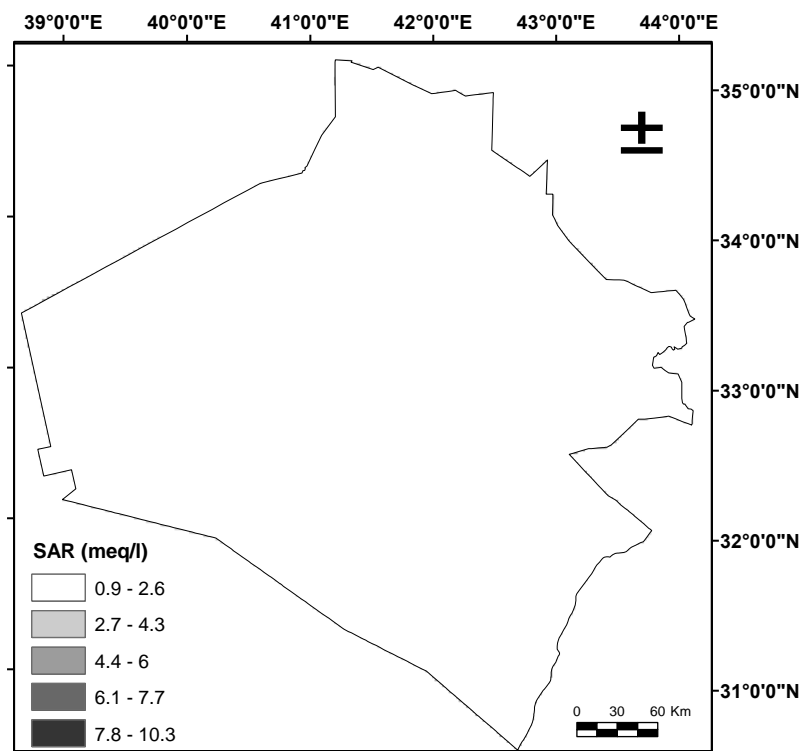 39°0'0"E 40°0'0"E 41°0'0"E 42°0'0"E 43°0'0"E 44°0'0"E
35°0'0"N
34°0'0"N
33°0'0"N
32°0'0"N
31°0'0"N
SAR (meq/l)
0.9 - 2.6
2.7 - 4.3
4.4 - 6
6.1 - 7.7
7.8 - 10.3
0 30 60 Km